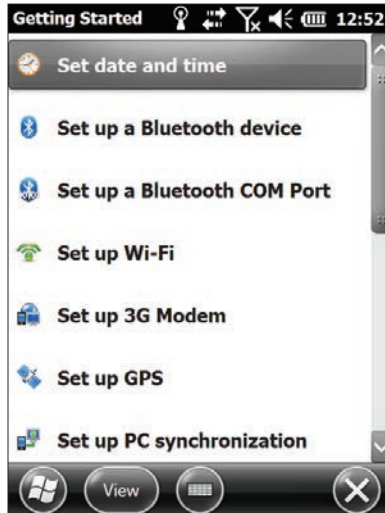 Getting Started 12:52
Set date and time
Set up a Bluetooth device
Set up a Bluetooth COM Port
Set up Wi-Fi
Set up 3G Modem
Set up GPS
Set up PC synchronization
View